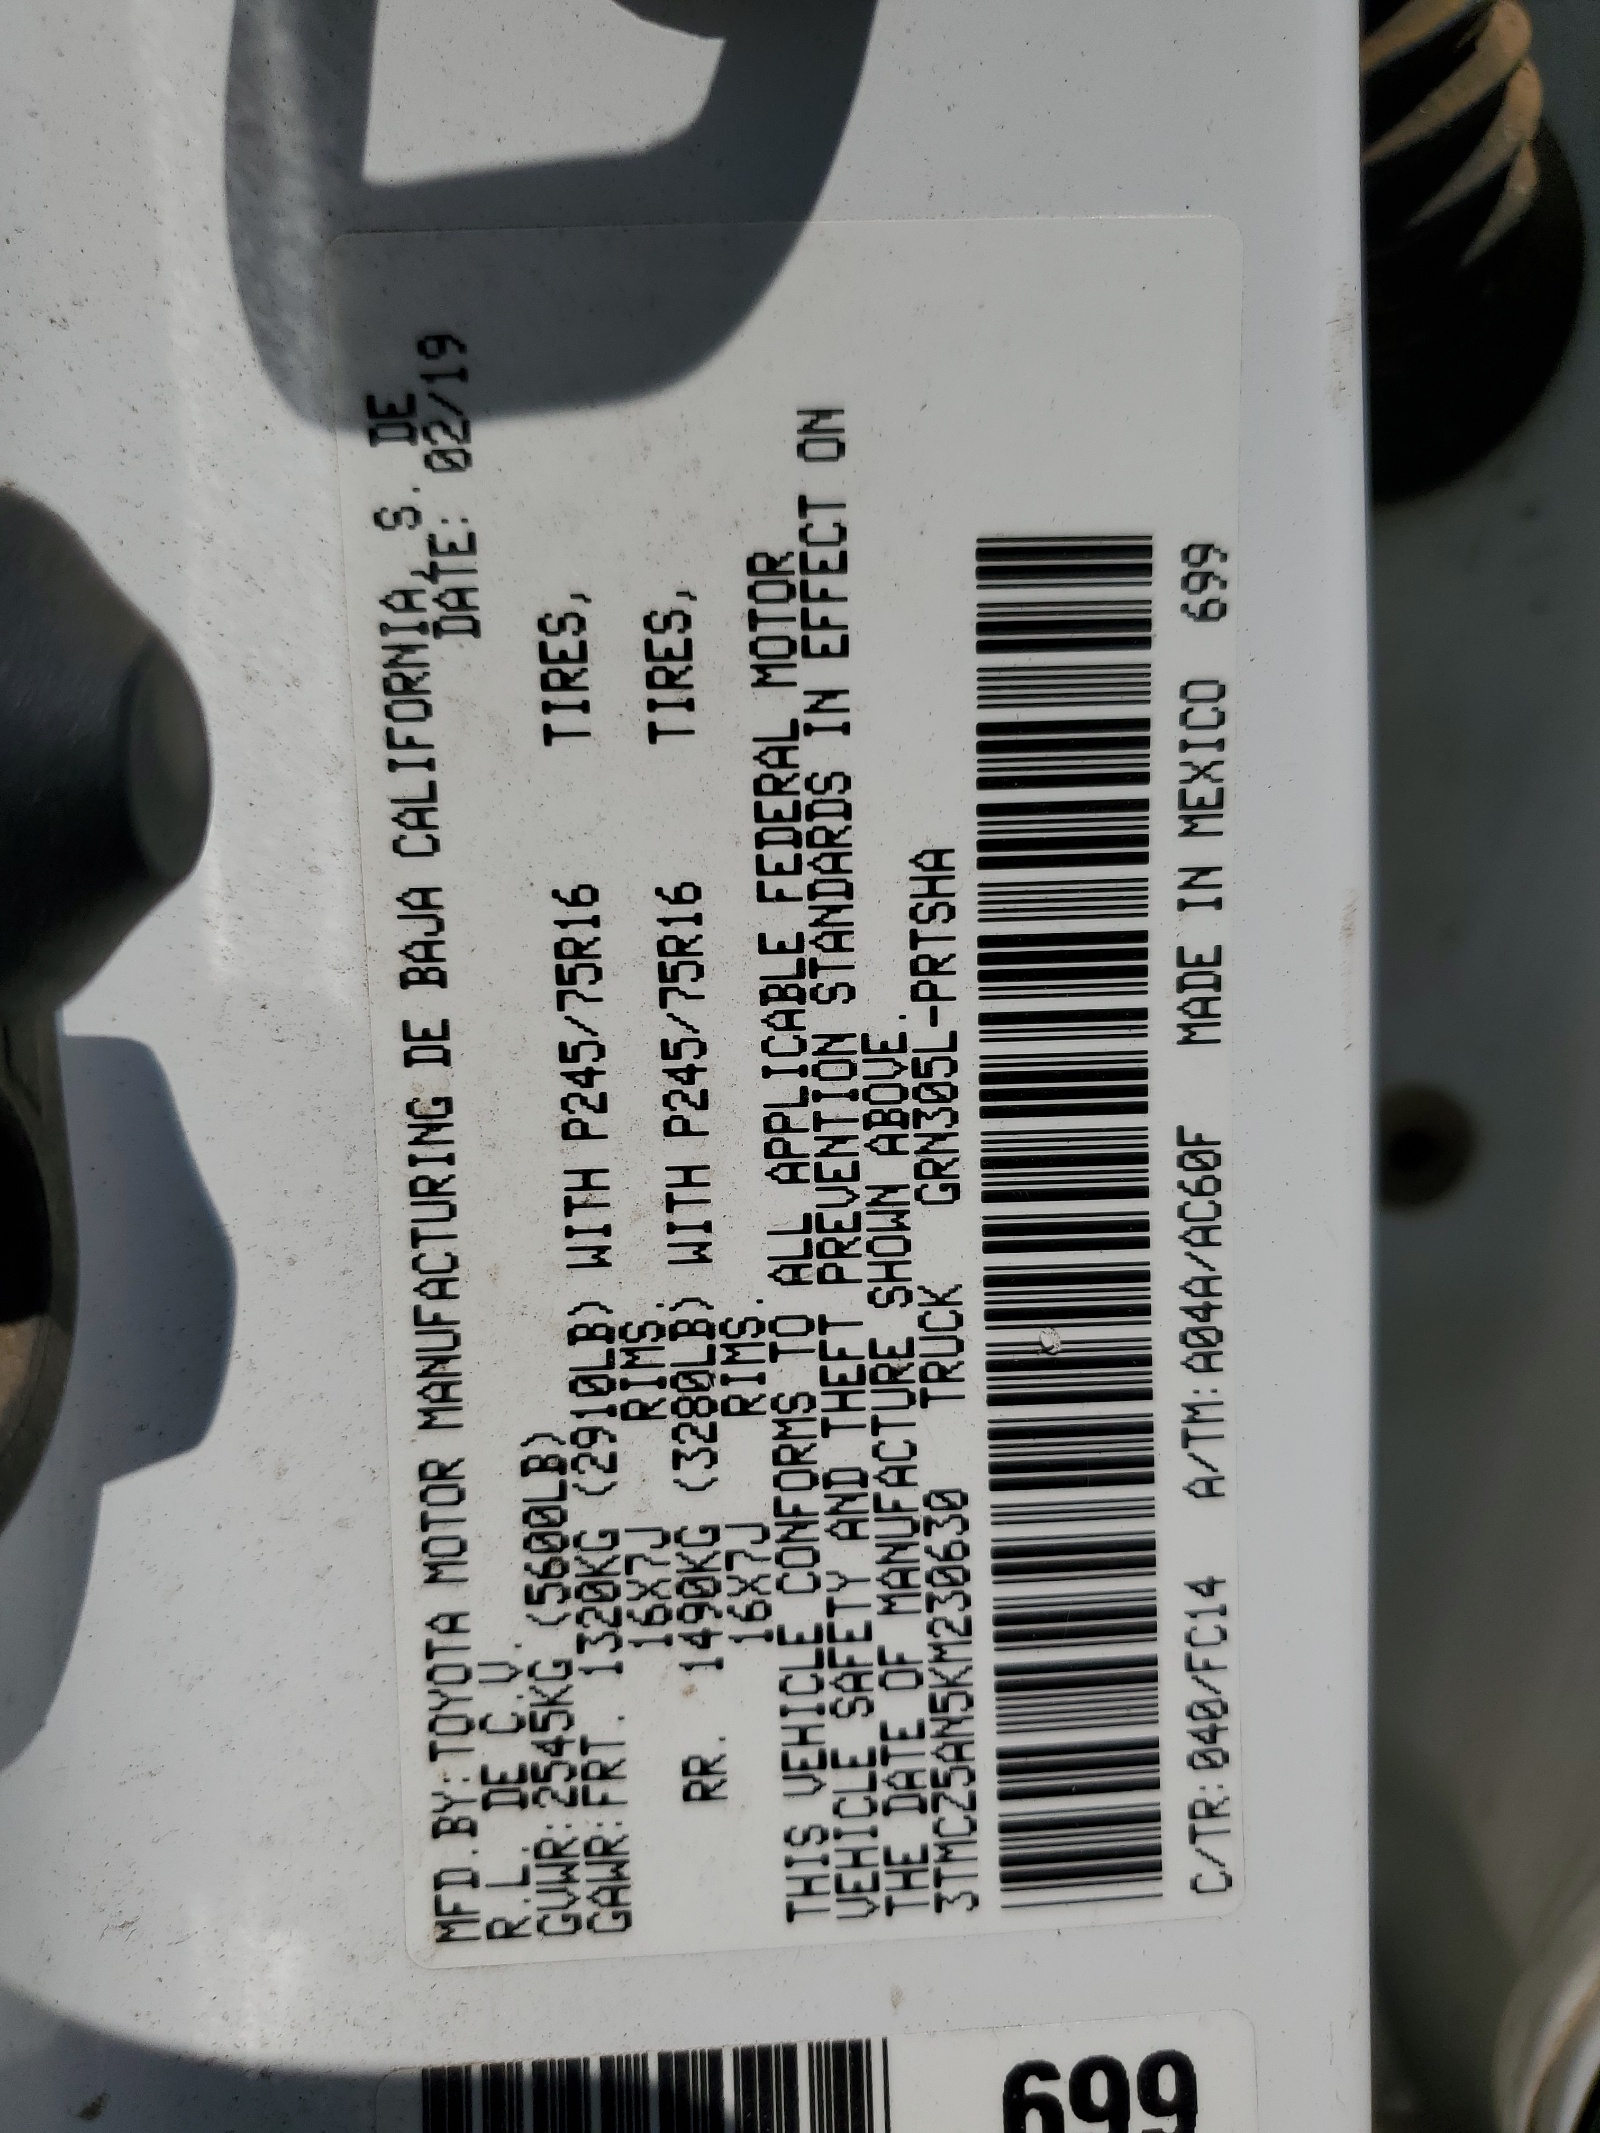 MFD.BY:TOYOTA MOTOR MANUFACTURING DE BAJA CALIFORNIA, S. DE
R.L. DE C.V. DATE: 02/19
GVWR:2545KG (5600LB)
GAWR:FRT. 1320KG (2910LB) WITH P245/75R16 TIRES,
16X7J RIMS,
RR. 1490KG (3280LB) WITH P245/75R16 TIRES,
16X7J RIMS.
THIS VEHICLE CONFORMS TO ALL APPLICABLE FEDERAL MOTOR
VEHICLE SAFETY AND THEFT PREVENTION STANDARDS IN EFFECT ON
THE DATE OF MANUFACTURE SHOWN ABOVE.
3TMCZ5AN5KM230630 TRUCK GRN305L-PRTSHA
C/TR:040/FC14 A/TM:A04A/AC60F MADE IN MEXICO 699
699